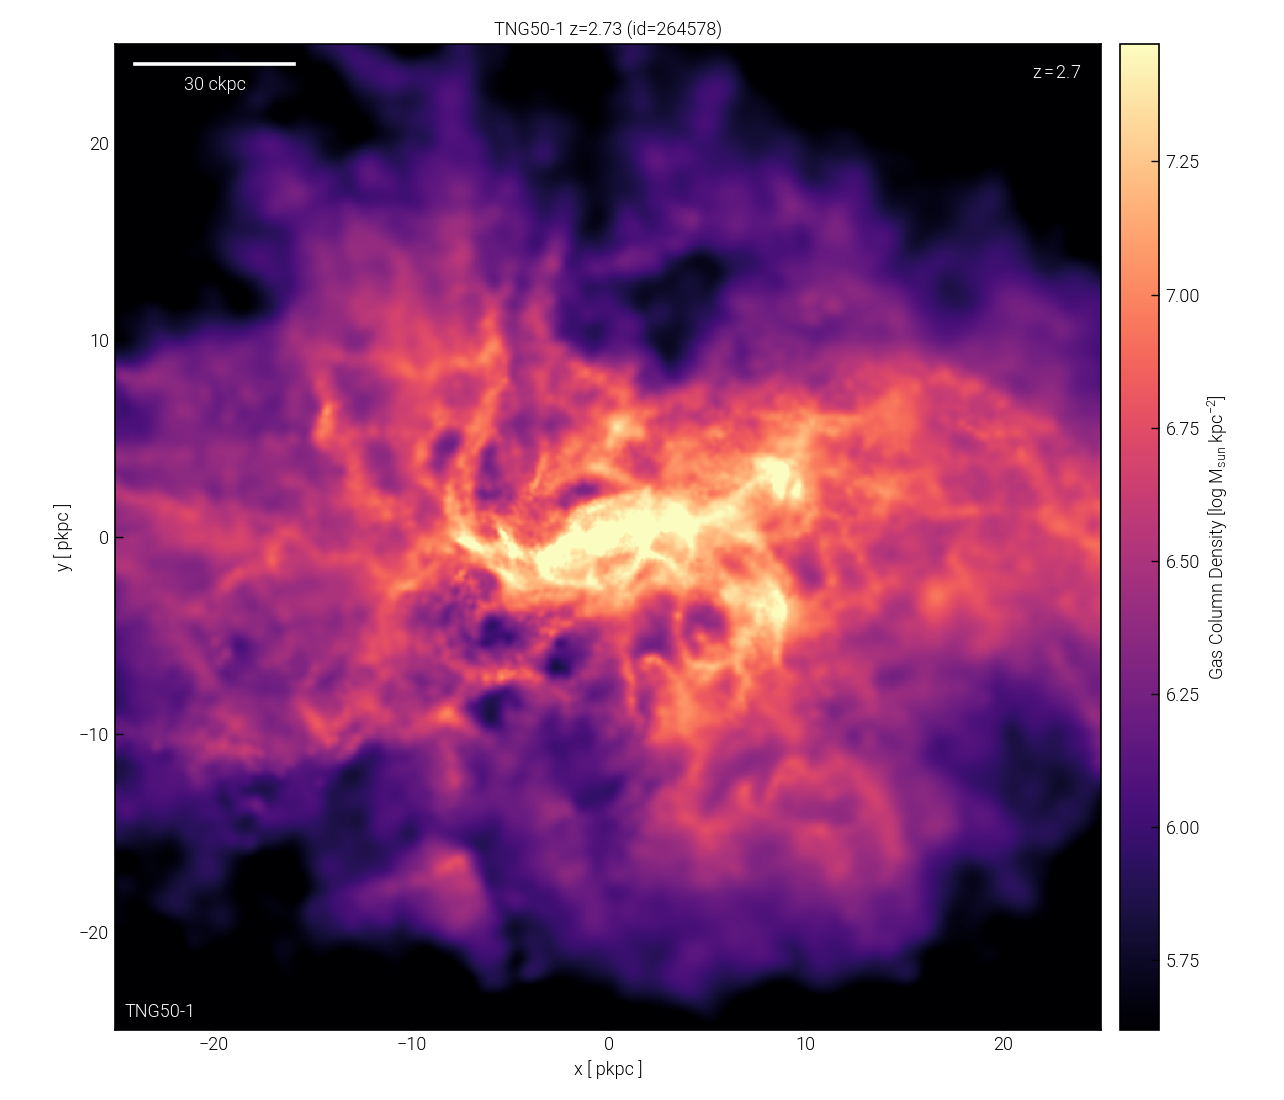 TNG50-1 z=2.73 (id=264578)
30 ckpc
z=2.7
TNG50-1
20
10
0
−10
−20
y [ pkpc ]
−20
−10
0
10
20
x [ pkpc ]
7.25
7.00
6.75
6.50
6.25
6.00
5.75
Gas Column Density [log M_sun kpc^−2]